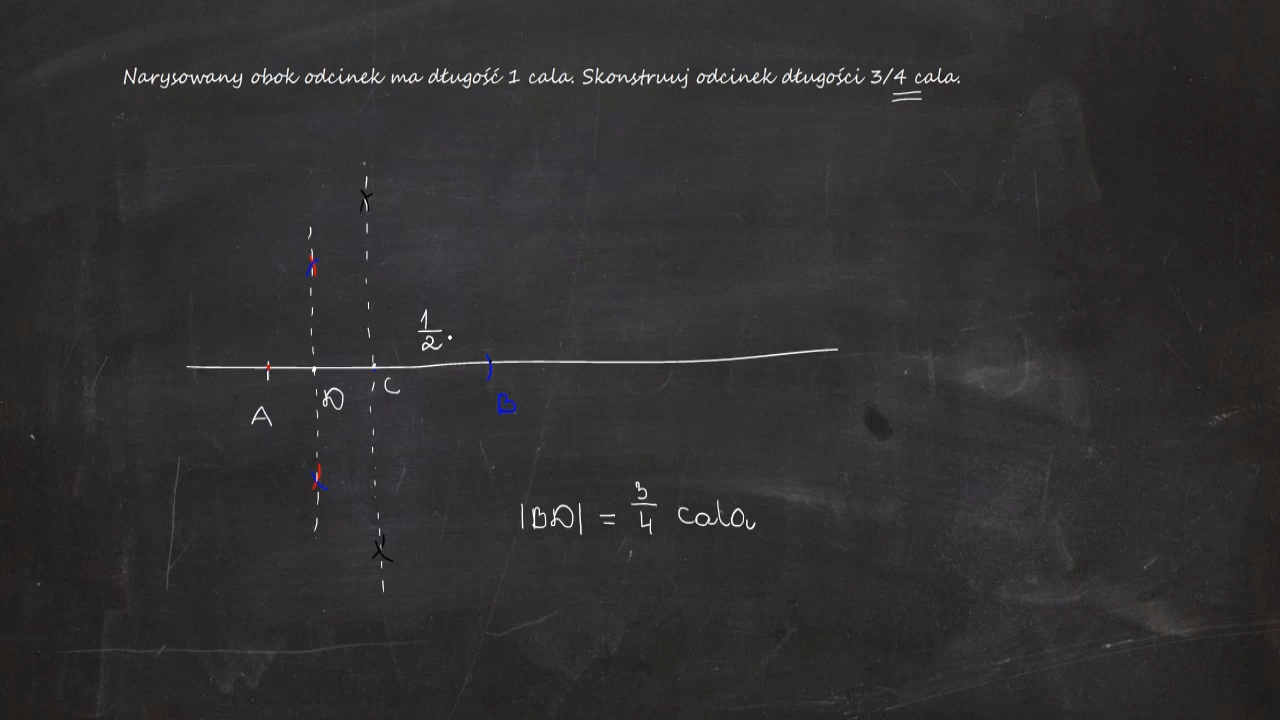 Narysowany obok odcinek ma długość 1 cala. Skonstruuj odcinek długości 3/4 cala.
1/2
A D C B
|BD| = 3/4 cala